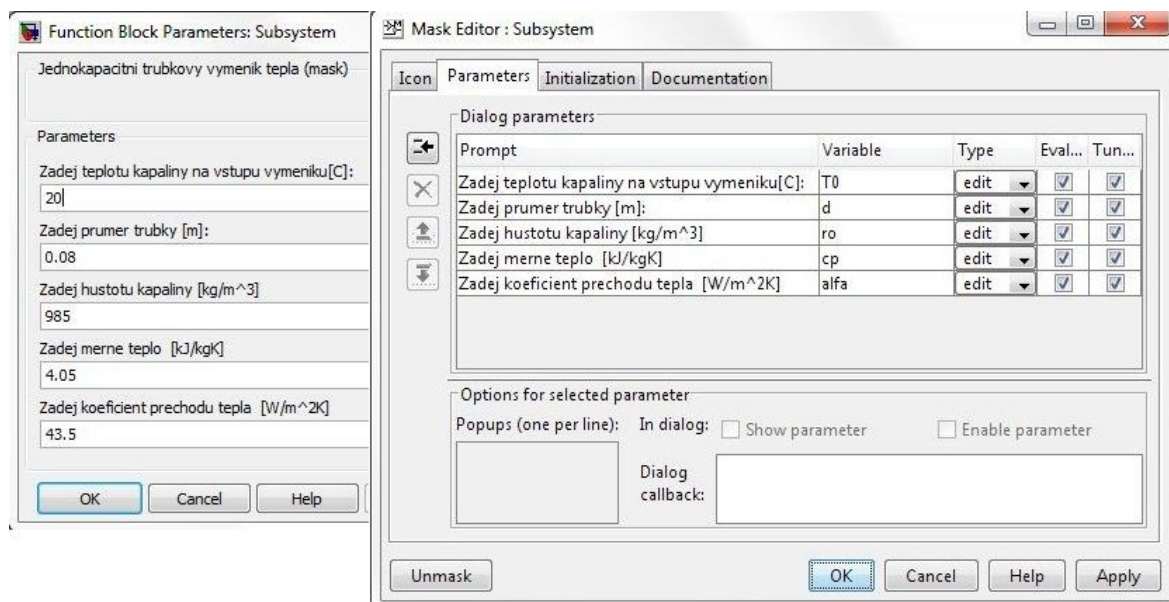 Function Block Parameters: Subsystem
Jednokapacitni trubkovy vymenik tepla (mask)
Parameters
Zadej teplotu kapaliny na vstupu vymeniku[C]:
20
Zadej prumer trubky [m]:
0.08
Zadej hustotu kapaliny [kg/m^3]
985
Zadej merne teplo [kJ/kgK]
4.05
Zadej koeficient prechodu tepla [W/m^2K]
43.5
OK Cancel Help
Mask Editor : Subsystem
Icon Parameters Initialization Documentation
Dialog parameters
Prompt Variable Type Eval... Tun...
Zadej teplotu kapaliny na vstupu vymeniku[C]: T0 edit
Zadej prumer trubky [m]: d edit
Zadej hustotu kapaliny [kg/m^3] ro edit
Zadej merne teplo [kJ/kgK] cp edit
Zadej koeficient prechodu tepla [W/m^2K] alfa edit
Options for selected parameter
Popups (one per line): In dialog: Show parameter Enable parameter
Dialog
callback:
Unmask OK Cancel Help Apply